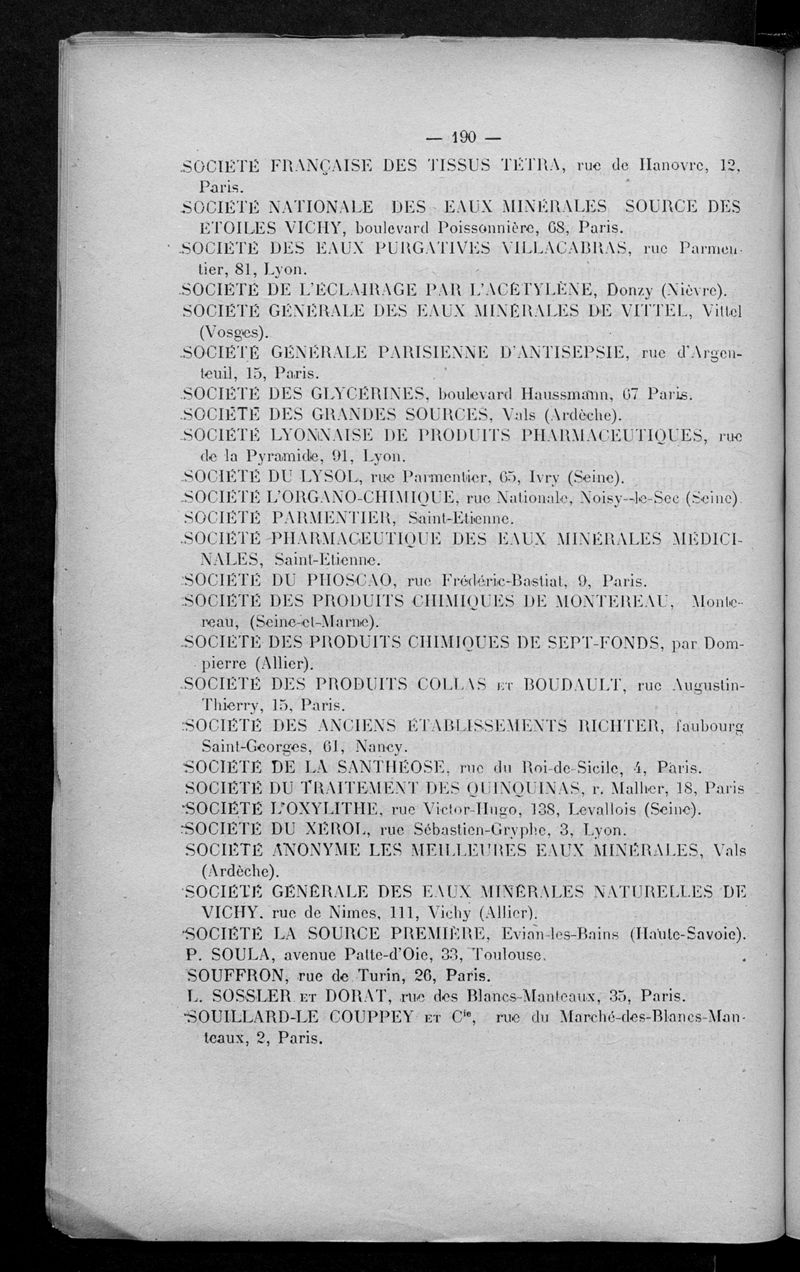 — 190 —
SOCIÉTÉ FRANÇAISE DES TISSUS TÉTRA, rue de Hanovre, 12,
Paris.
SOCIÉTÉ NATIONALE DES EAUX MINÉRALES SOURCE DES
ETOILES VICHY, boulevard Poissonnière, 68, Paris.
SOCIÉTÉ DES EAUX PURGATIVES VILLACABRAS, rue Parmen-
tier, 81, Lyon.
SOCIÉTÉ DE L'ÉCLAIRAGE PAR L'ACÉTYLÈNE, Donzy (Nièvre).
SOCIÉTÉ GÉNÉRALE DES EAUX MINÉRALES DE VITTEL, Vittel
(Vosges).
SOCIÉTÉ GÉNÉRALE PARISIENNE D'ANTISEPSIE, rue d'Argen-
teuil, 15, Paris.
SOCIÉTÉ DES GLYCÉRINES, boulevard Haussmann, 67 Paris.
SOCIÉTÉ DES GRANDES SOURCES, Vals (Ardèche).
SOCIÉTÉ LYONNAISE DE PRODUITS PHARMACEUTIQUES, rue
de la Pyramide, 91, Lyon.
SOCIÉTÉ DU LYSOL, rue Parmentier, 65, Ivry (Seine).
SOCIÉTÉ L'ORGANO-CHIMIQUE, rue Nationale, Noisy--le-Sec (Seine)
SOCIÉTÉ PARMENTIER, Saint-Etienne.
SOCIÉTÉ PHARMACEUTIQUE DES EAUX MINÉRALES MÉDICI-
NALES, Saint-Etienne.
SOCIÉTÉ DU PHOSCAO, rue Frédéric-Bastiat, 9, Paris.
SOCIÉTÉ DES PRODUITS CHIMIQUES DE MONTEREAU, Monte-
reau, (Seine-et-Marne).
SOCIÉTÉ DES PRODUITS CHIMIQUES DE SEPT-FONDS, par Dom-
pierre (Allier).
SOCIÉTÉ DES PRODUITS COLLAS ET BOUDAULT, rue Augustin-
Thierry, 15, Paris.
SOCIÉTÉ DES ANCIENS ÉTABLISSEMENTS RICHTER, faubourg
Saint-Georges, 61, Nancy.
SOCIÉTÉ DE LA SANTHÉOSE, rue du Roi-de-Sicile, 4, Paris.
SOCIÉTÉ DU TRAITEMENT DES QUINQUINAS, r. Malher, 18, Paris
SOCIÉTÉ L'OXYLITHE, rue Victor-Hugo, 138, Levallois (Seine).
SOCIÉTÉ DU XÉROL, rue Sébastien-Gryphe, 3, Lyon.
SOCIÉTÉ ANONYME LES MEILLEURES EAUX MINÉRALES, Vals
(Ardèche).
SOCIÉTÉ GÉNÉRALE DES EAUX MINÉRALES NATURELLES DE
VICHY. rue de Nimes, 111, Vichy (Allier).
SOCIÉTÉ LA SOURCE PREMIÈRE, Evian-les-Bains (Haute-Savoie).
P. SOULA, avenue Patte-d'Oie, 33, Toulouse.
SOUFFRON, rue de Turin, 26, Paris.
L. SOSSLER ET DORAT, rue des Blancs-Manteaux, 35, Paris.
SOUILLARD-LE COUPPEY ET Cie, rue du Marché-des-Blancs-Man-
teaux, 2, Paris.